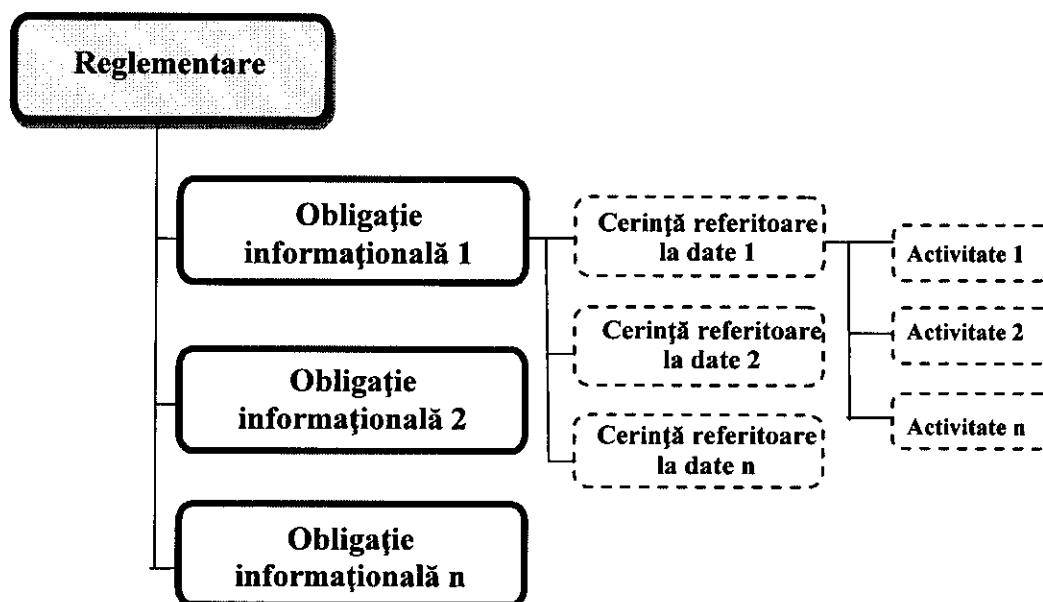 Reglementare
Obligaţie
informaţională 1
Cerinţă referitoare
la date 1
Activitate 1
Cerinţă referitoare
la date 2
Activitate 2
Obligaţie
informaţională 2
Cerinţă referitoare
la date n
Activitate n
Obligaţie
informaţională n